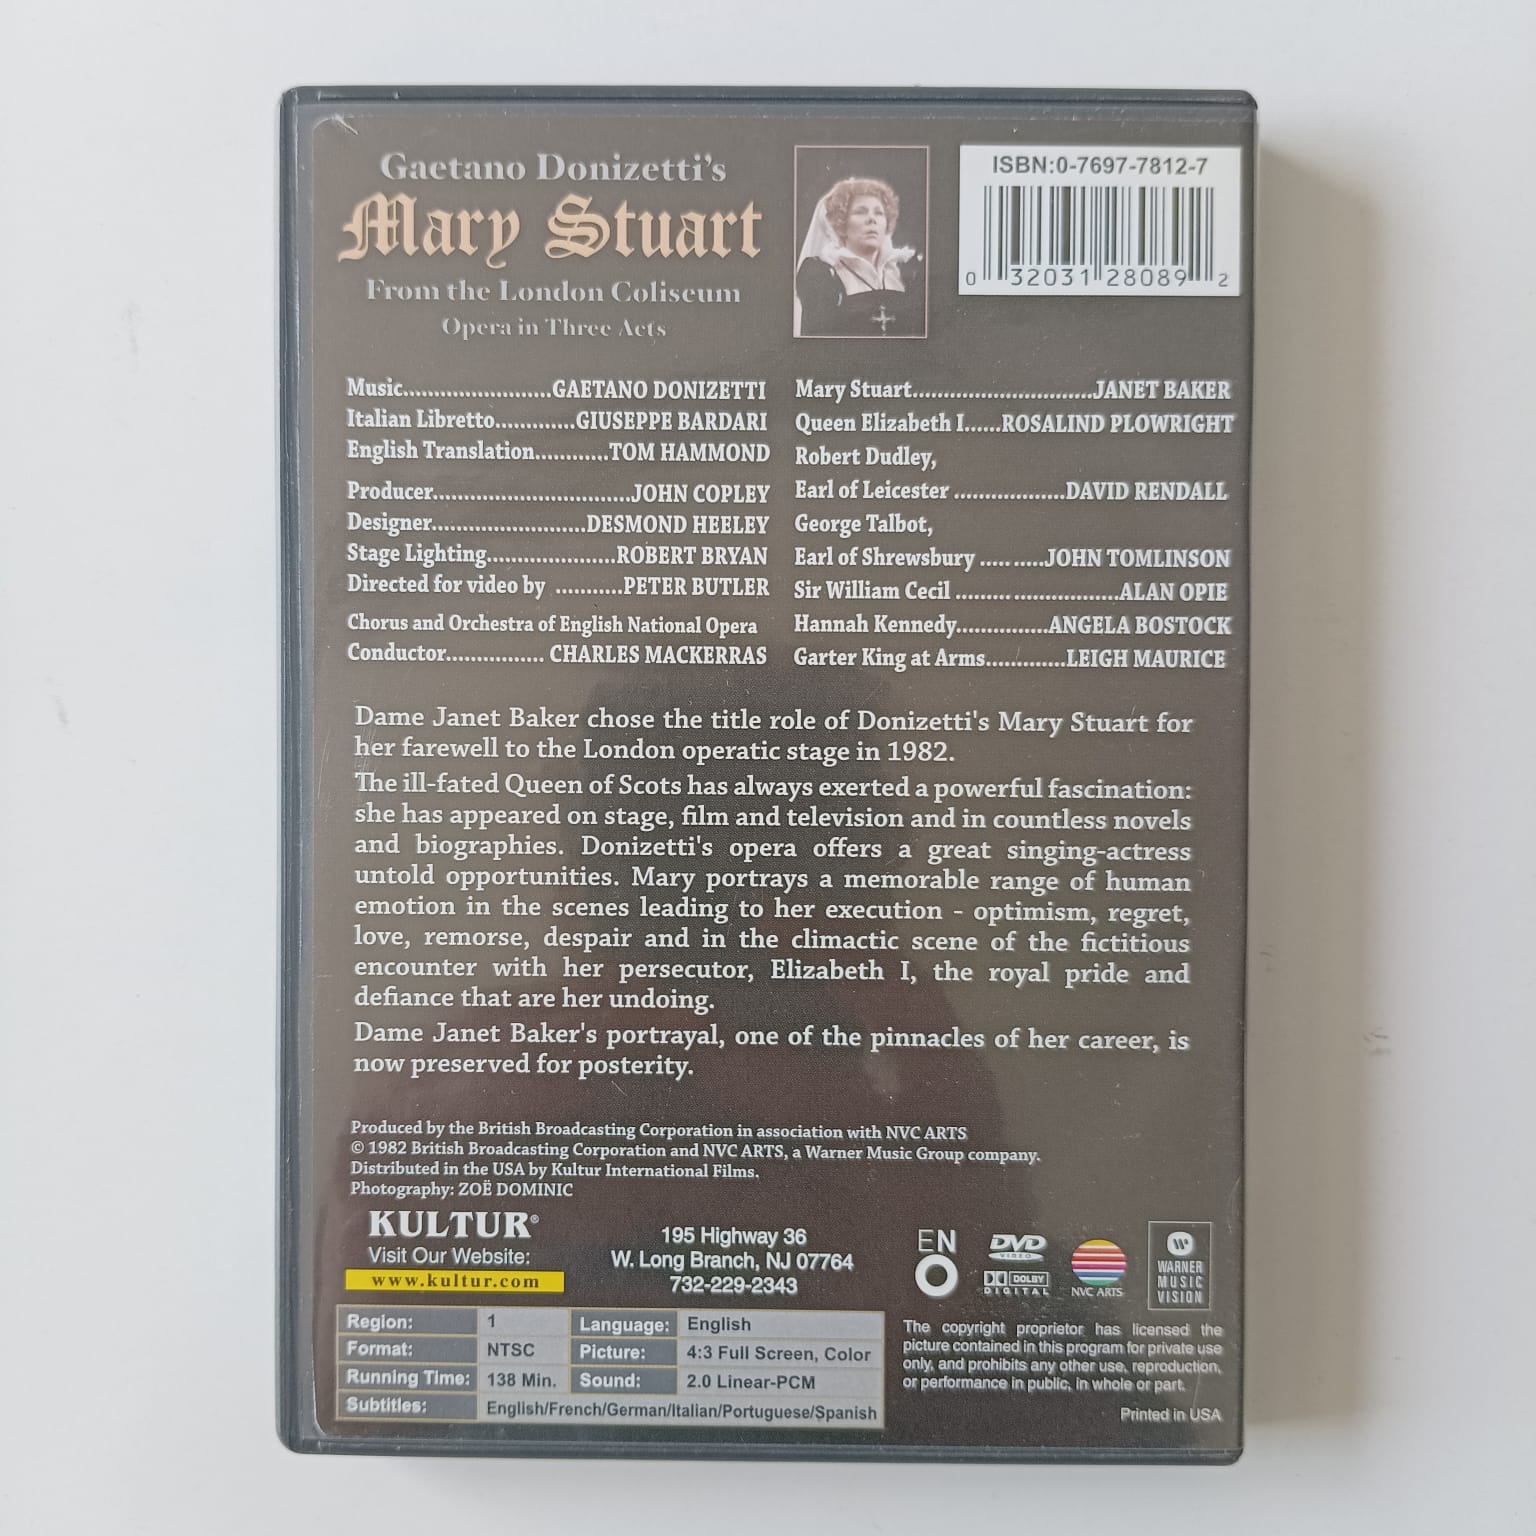 Gaetano Donizetti's
Mary Stuart
From the London Coliseum
Opera in Three Acts
ISBN:0-7697-7812-7
0 32031 28089 2
Music.......................GAETANO DONIZETTI
Italian Libretto.............GIUSEPPE BARDARI
English Translation............TOM HAMMOND
Producer................................JOHN COPLEY
Designer.........................DESMOND HEELEY
Stage Lighting.....................ROBERT BRYAN
Directed for video by ...........PETER BUTLER
Chorus and Orchestra of English National Opera
Conductor................ CHARLES MACKERRAS
Mary Stuart.............................JANET BAKER
Queen Elizabeth I......ROSALIND PLOWRIGHT
Robert Dudley,
Earl of Leicester ..................DAVID RENDALL
George Talbot,
Earl of Shrewsbury ..... .....JOHN TOMLINSON
Sir William Cecil ......... .................ALAN OPIE
Hannah Kennedy...............ANGELA BOSTOCK
Garter King at Arms.............LEIGH MAURICE
Dame Janet Baker chose the title role of Donizetti's Mary Stuart for
her farewell to the London operatic stage in 1982.
The ill-fated Queen of Scots has always exerted a powerful fascination:
she has appeared on stage, film and television and in countless novels
and biographies. Donizetti's opera offers a great singing-actress
untold opportunities. Mary portrays a memorable range of human
emotion in the scenes leading to her execution - optimism, regret,
love, remorse, despair and in the climactic scene of the fictitious
encounter with her persecutor, Elizabeth I, the royal pride and
defiance that are her undoing.
Dame Janet Baker's portrayal, one of the pinnacles of her career, is
now preserved for posterity.
Produced by the British Broadcasting Corporation in association with NVC ARTS
© 1982 British Broadcasting Corporation and NVC ARTS, a Warner Music Group company.
Distributed in the USA by Kultur International Films.
Photography: ZOË DOMINIC
KULTUR®
Visit Our Website:
www.kultur.com
195 Highway 36
W. Long Branch, NJ 07764
732-229-2343
EN
O
DVD
VIDEO
DOLBY
DIGITAL
NVC ARTS
WARNER
MUSIC
VISION
Region: 1 Language: English
Format: NTSC Picture: 4:3 Full Screen, Color
Running Time: 138 Min. Sound: 2.0 Linear-PCM
Subtitles: English/French/German/Italian/Portuguese/Spanish
The copyright proprietor has licensed the
picture contained in this program for private use
only, and prohibits any other use, reproduction,
or performance in public, in whole or part.
Printed in USA